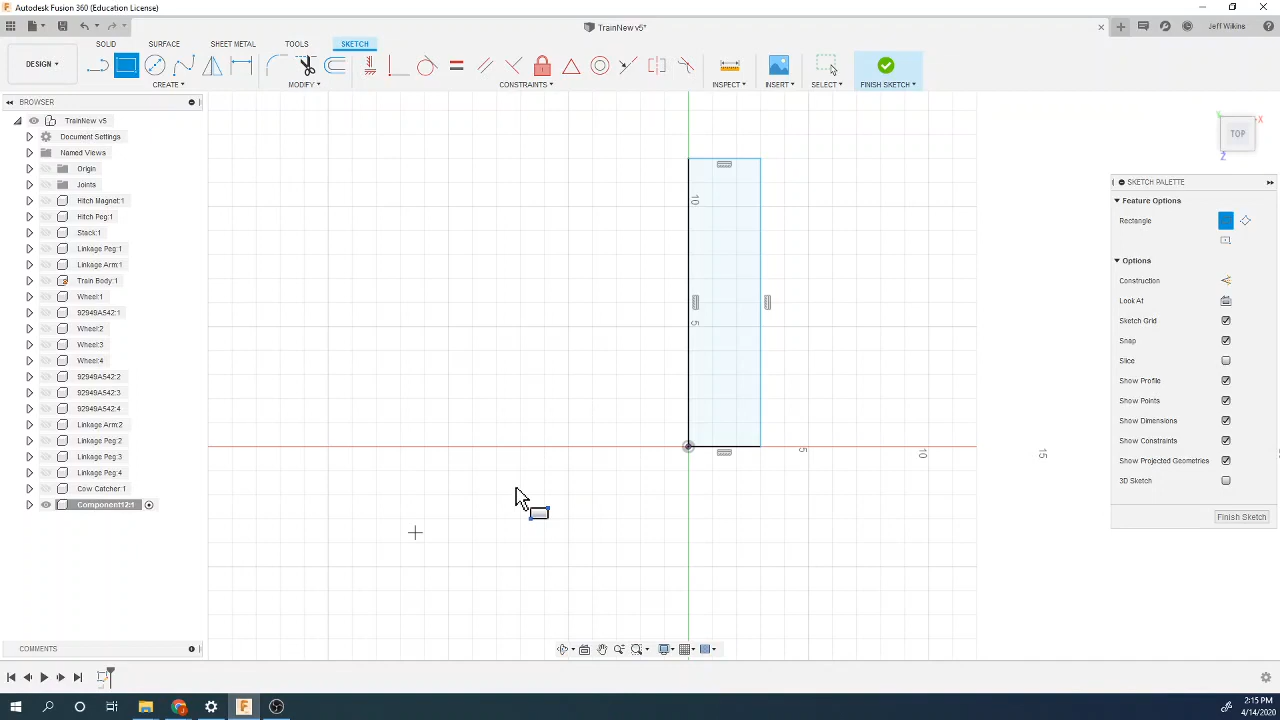 Autodesk Fusion 360 (Education License)
TrainNew v5*
Jeff Wilkins
DESIGN
SOLID
SURFACE
SHEET METAL
TOOLS
SKETCH
CREATE
MODIFY
CONSTRAINTS
INSPECT
INSERT
SELECT
FINISH SKETCH
BROWSER
TrainNew v5
Document Settings
Named Views
Origin
Joints
Hitch Magnet:1
Hitch Peg:1
Stack:1
Linkage Peg:1
Linkage Arm:1
Train Body:1
Wheel:1
92949A542:1
Wheel:2
Wheel:3
Wheel:4
92949A542:2
92949A542:3
92949A542:4
Linkage Arm:2
Linkage Peg:2
Linkage Peg:3
Linkage Peg:4
Cow Catcher:1
Component12:1
10
5
5
10
15
Y
X
TOP
Z
SKETCH PALETTE
Feature Options
Rectangle
Options
Construction
Look At
Sketch Grid
Snap
Slice
Show Profile
Show Points
Show Dimensions
Show Constraints
Show Projected Geometries
3D Sketch
Finish Sketch
COMMENTS
2:15 PM
4/14/2020